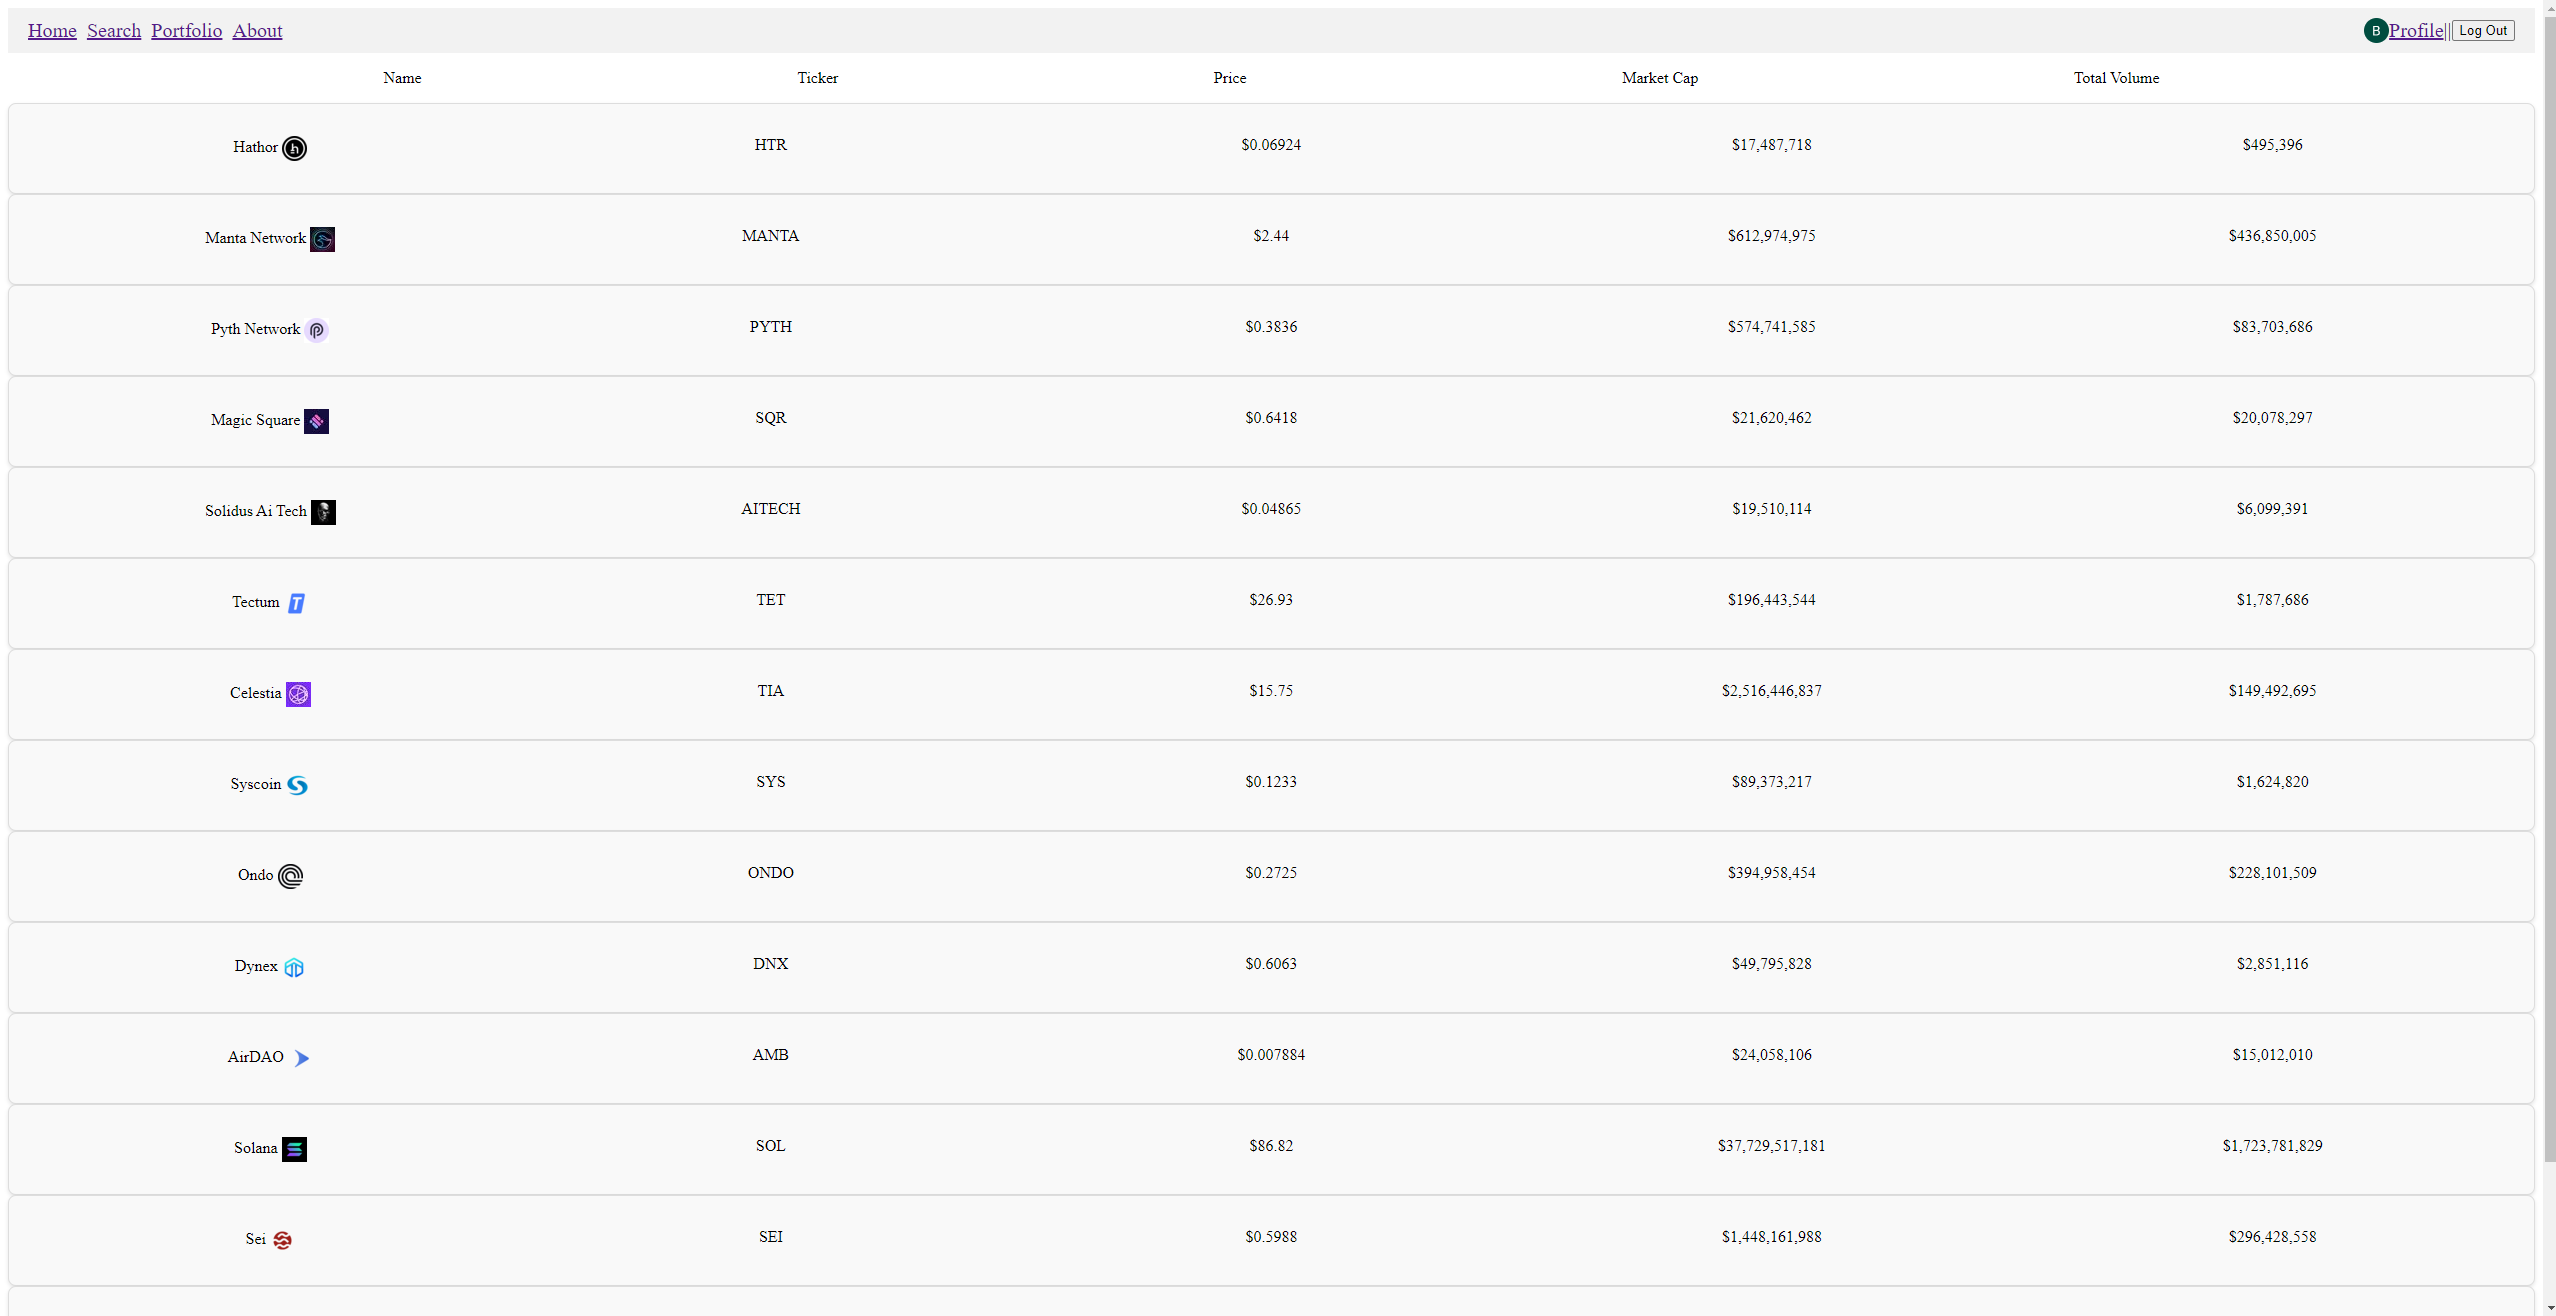 Home Search Portfolio About B Profile||Log Out
Name Ticker Price Market Cap Total Volume
Hathor HTR $0.06924 $17,487,718 $495,396
Manta Network MANTA $2.44 $612,974,975 $436,850,005
Pyth Network PYTH $0.3836 $574,741,585 $83,703,686
Magic Square SQR $0.6418 $21,620,462 $20,078,297
Solidus Ai Tech AITECH $0.04865 $19,510,114 $6,099,391
Tectum TET $26.93 $196,443,544 $1,787,686
Celestia TIA $15.75 $2,516,446,837 $149,492,695
Syscoin SYS $0.1233 $89,373,217 $1,624,820
Ondo ONDO $0.2725 $394,958,454 $228,101,509
Dynex DNX $0.6063 $49,795,828 $2,851,116
AirDAO AMB $0.007884 $24,058,106 $15,012,010
Solana SOL $86.82 $37,729,517,181 $1,723,781,829
Sei SEI $0.5988 $1,448,161,988 $296,428,558